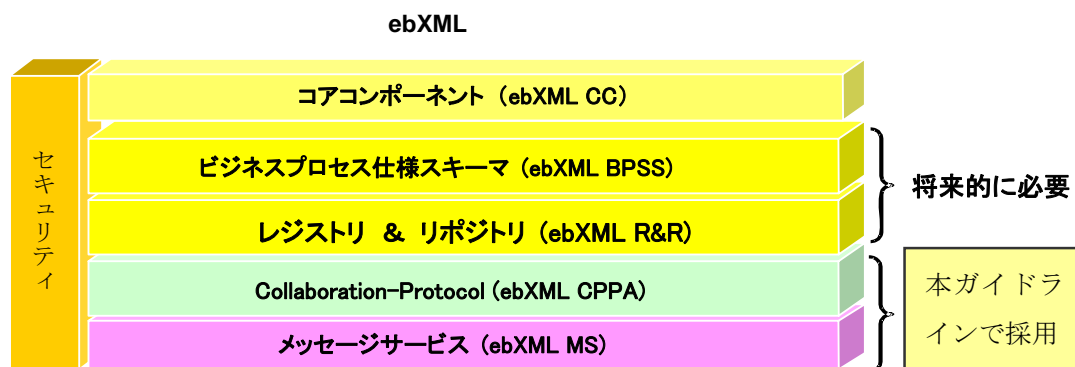 ebXML
コアコンポーネント (ebXML CC)
セキュリティ
ビジネスプロセス仕様スキーマ (ebXML BPSS)
レジストリ & リポジトリ (ebXML R&R)
将来的に必要
Collaboration-Protocol (ebXML CPPA)
メッセージサービス (ebXML MS)
本ガイドラ
インで採用